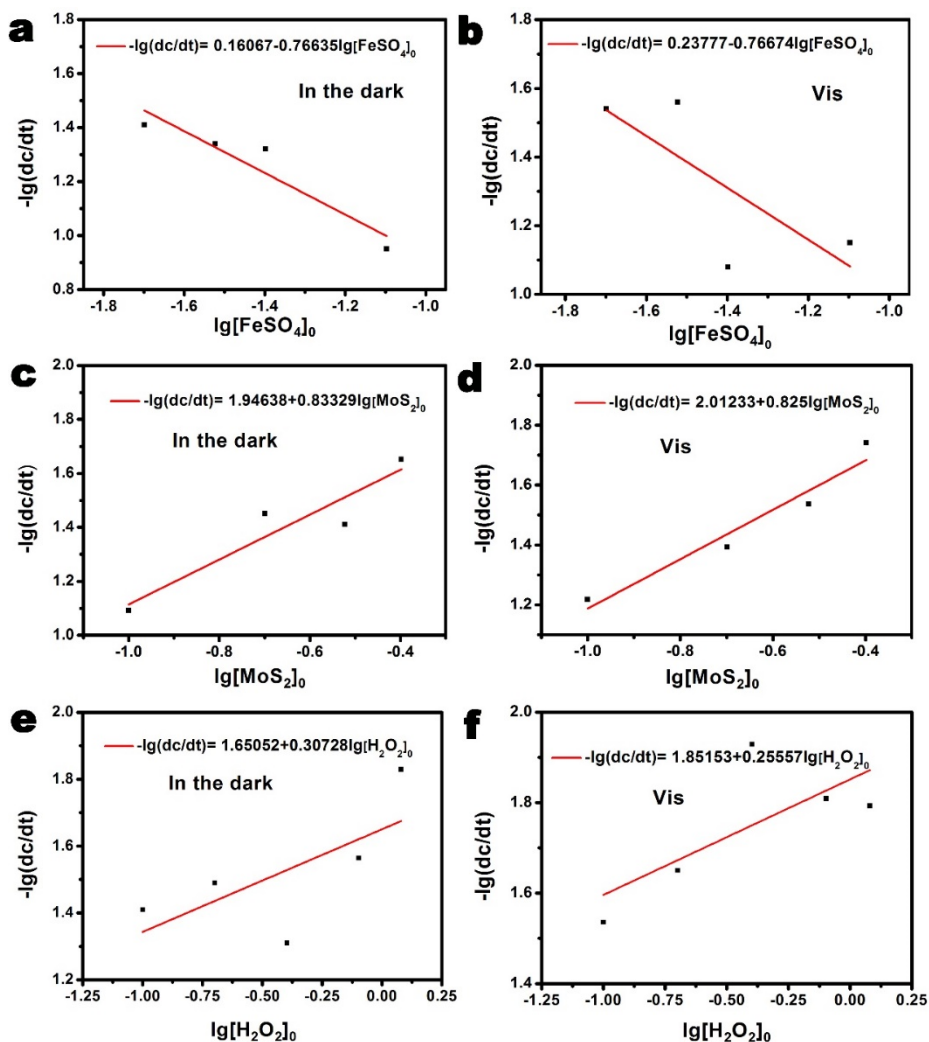 a
-lg(dc/dt)= 0.16067-0.76635lg[FeSO₄]₀
In the dark
-lg(dc/dt)
1.8
1.6
1.4
1.2
1.0
0.8
-1.8 -1.6 -1.4 -1.2 -1.0
lg[FeSO₄]₀
b
-lg(dc/dt)= 0.23777-0.76674lg[FeSO₄]₀
Vis
-lg(dc/dt)
1.8
1.6
1.4
1.2
1.0
-1.8 -1.6 -1.4 -1.2 -1.0
lg[FeSO₄]₀
c
-lg(dc/dt)= 1.94638+0.83329lg[MoS₂]₀
In the dark
-lg(dc/dt)
2.0
1.8
1.6
1.4
1.2
1.0
-1.0 -0.8 -0.6 -0.4
lg[MoS₂]₀
d
-lg(dc/dt)= 2.01233+0.825lg[MoS₂]₀
Vis
-lg(dc/dt)
2.0
1.8
1.6
1.4
1.2
-1.0 -0.8 -0.6 -0.4
lg[MoS₂]₀
e
-lg(dc/dt)= 1.65052+0.30728lg[H₂O₂]₀
In the dark
-lg(dc/dt)
2.0
1.8
1.6
1.4
1.2
-1.00 -0.75 -0.50 -0.25 0.00 0.25
lg[H₂O₂]₀
f
-lg(dc/dt)= 1.85153+0.25557lg[H₂O₂]₀
Vis
-lg(dc/dt)
2.0
1.8
1.6
1.4
-1.25 -1.00 -0.75 -0.50 -0.25 0.00 0.25
lg[H₂O₂]₀